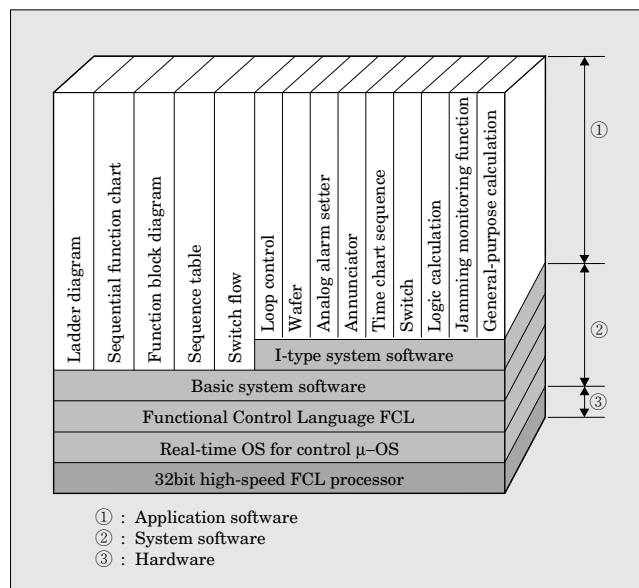 Ladder diagram
Sequential function chart
Function block diagram
Sequence table
Switch flow
Loop control
Wafer
Analog alarm setter
Annunciator
Time chart sequence
Switch
Logic calculation
Jamming monitoring function
General-purpose calculation
①
I-type system software
②
Basic system software
Functional Control Language FCL
③
Real-time OS for control μ–OS
32bit high-speed FCL processor
① : Application software
② : System software
③ : Hardware